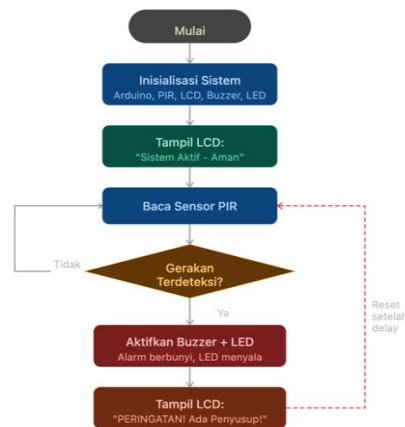 Mulai
Inisialisasi Sistem
Arduino, PIR, LCD, Buzzer, LED
Tampil LCD:
"Sistem Aktif - Aman"
Baca Sensor PIR
Tidak
Gerakan
Terdeteksi?
Ya
Reset
setelah
delay
Aktifkan Buzzer + LED
Alarm berbunyi, LED menyala
Tampil LCD:
"PERINGATAN! Ada Penyusup!"